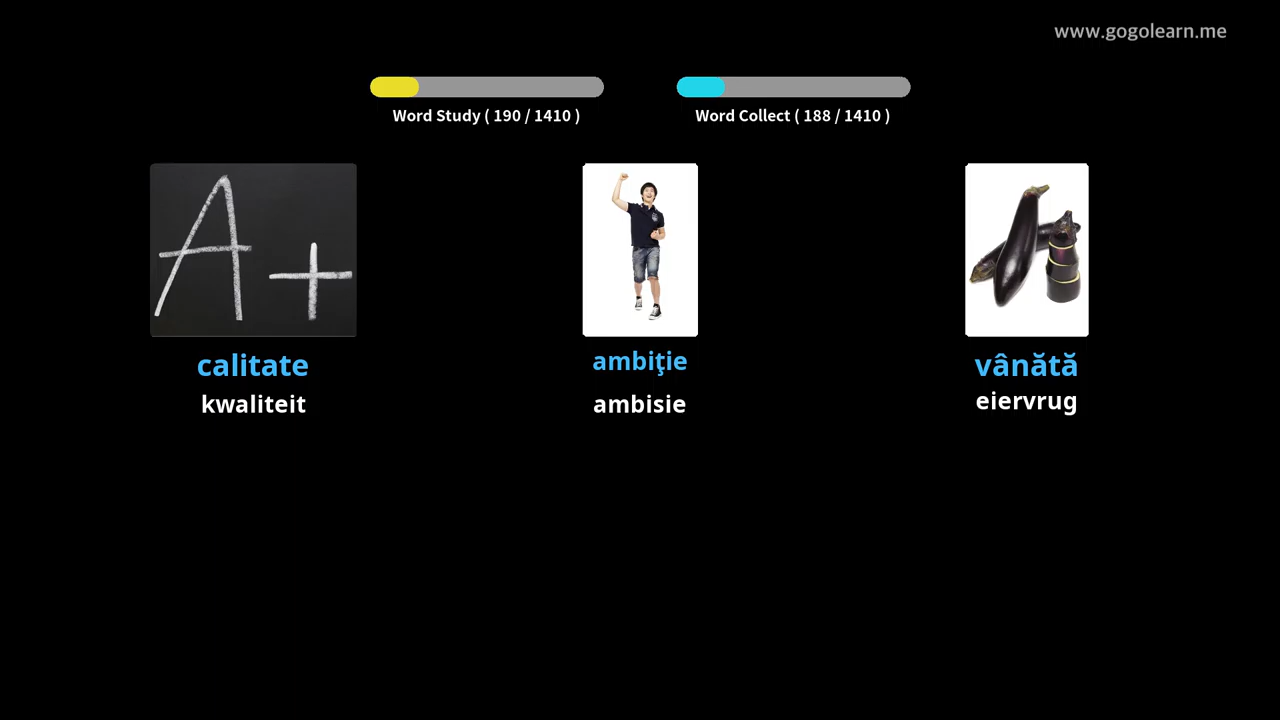 www.gogolearn.me
Word Study ( 190 / 1410 )
Word Collect ( 188 / 1410 )
A+
calitate
kwaliteit
ambiţie
ambisie
vânătă
eiervrug